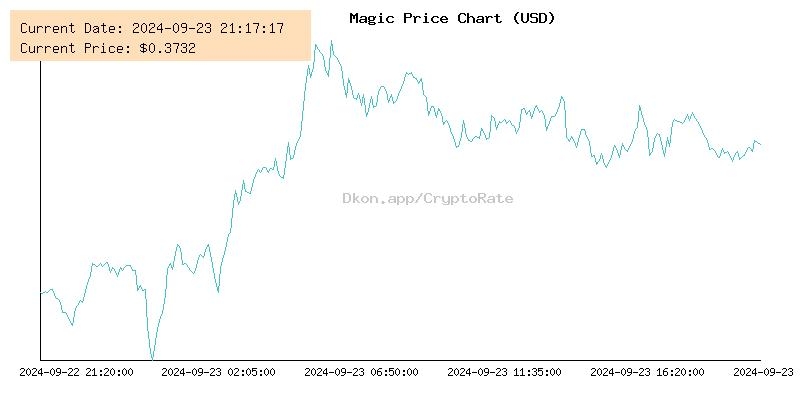 Magic Price Chart (USD)
Current Date: 2024-09-23 21:17:17
Current Price: $0.3732
Dkon.app/CryptoRate
2024-09-22 21:20:00 2024-09-23 02:05:00 2024-09-23 06:50:00 2024-09-23 11:35:00 2024-09-23 16:20:00 2024-09-23